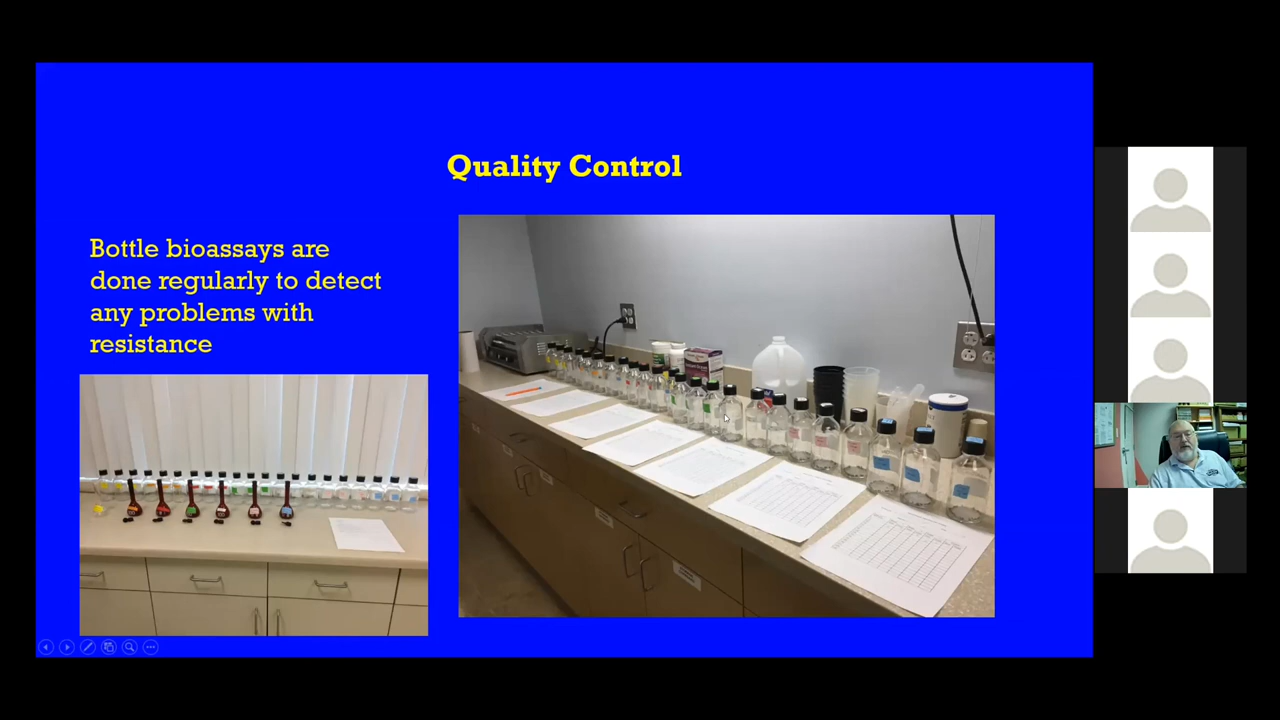 Quality Control
Bottle bioassays are
done regularly to detect
any problems with
resistance